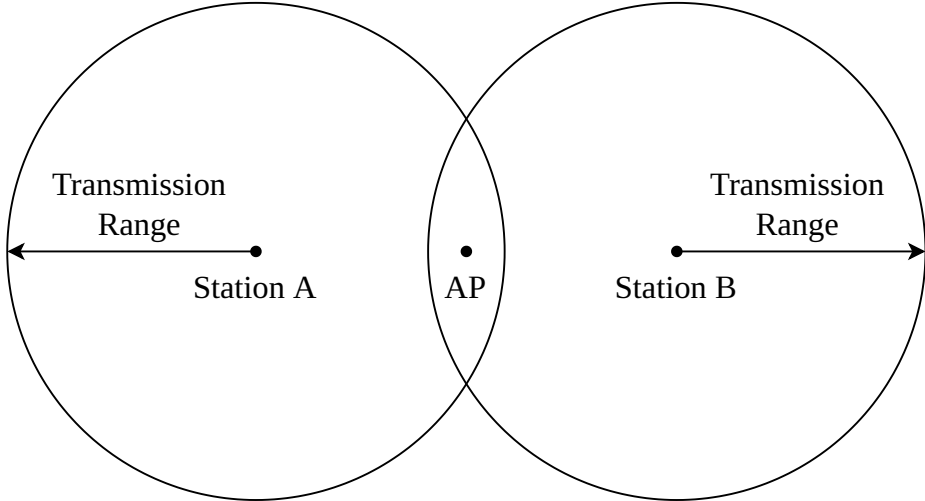 Transmission
Range
Station A
AP
Transmission
Range
Station B